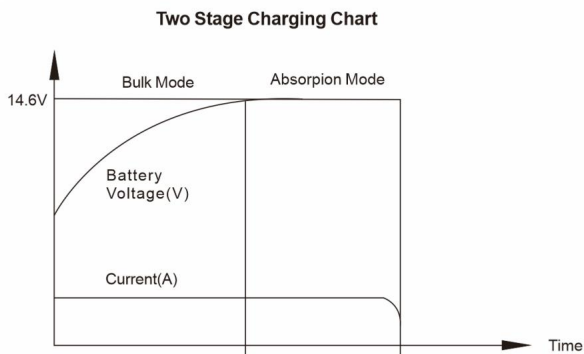 Two Stage Charging Chart
Bulk Mode
Absorpion Mode
14.6V
Battery
Voltage(V)
Current(A)
Time